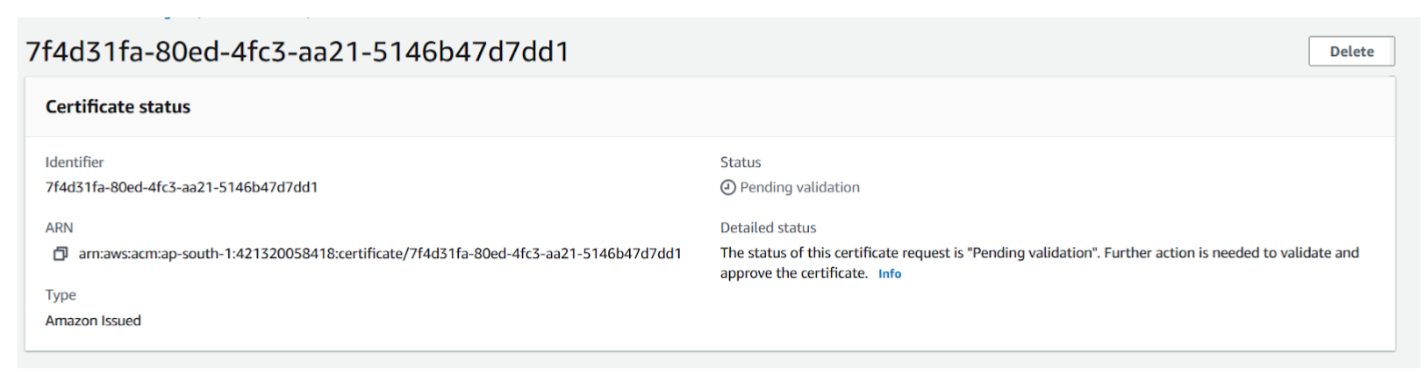 7f4d31fa-80ed-4fc3-aa21-5146b47d7dd1
Delete
Certificate status
Identifier
7f4d31fa-80ed-4fc3-aa21-5146b47d7dd1
ARN
arn:aws:acm:ap-south-1:421320058418:certificate/7f4d31fa-80ed-4fc3-aa21-5146b47d7dd1
Type
Amazon Issued
Status
Pending validation
Detailed status
The status of this certificate request is "Pending validation". Further action is needed to validate and
approve the certificate. Info